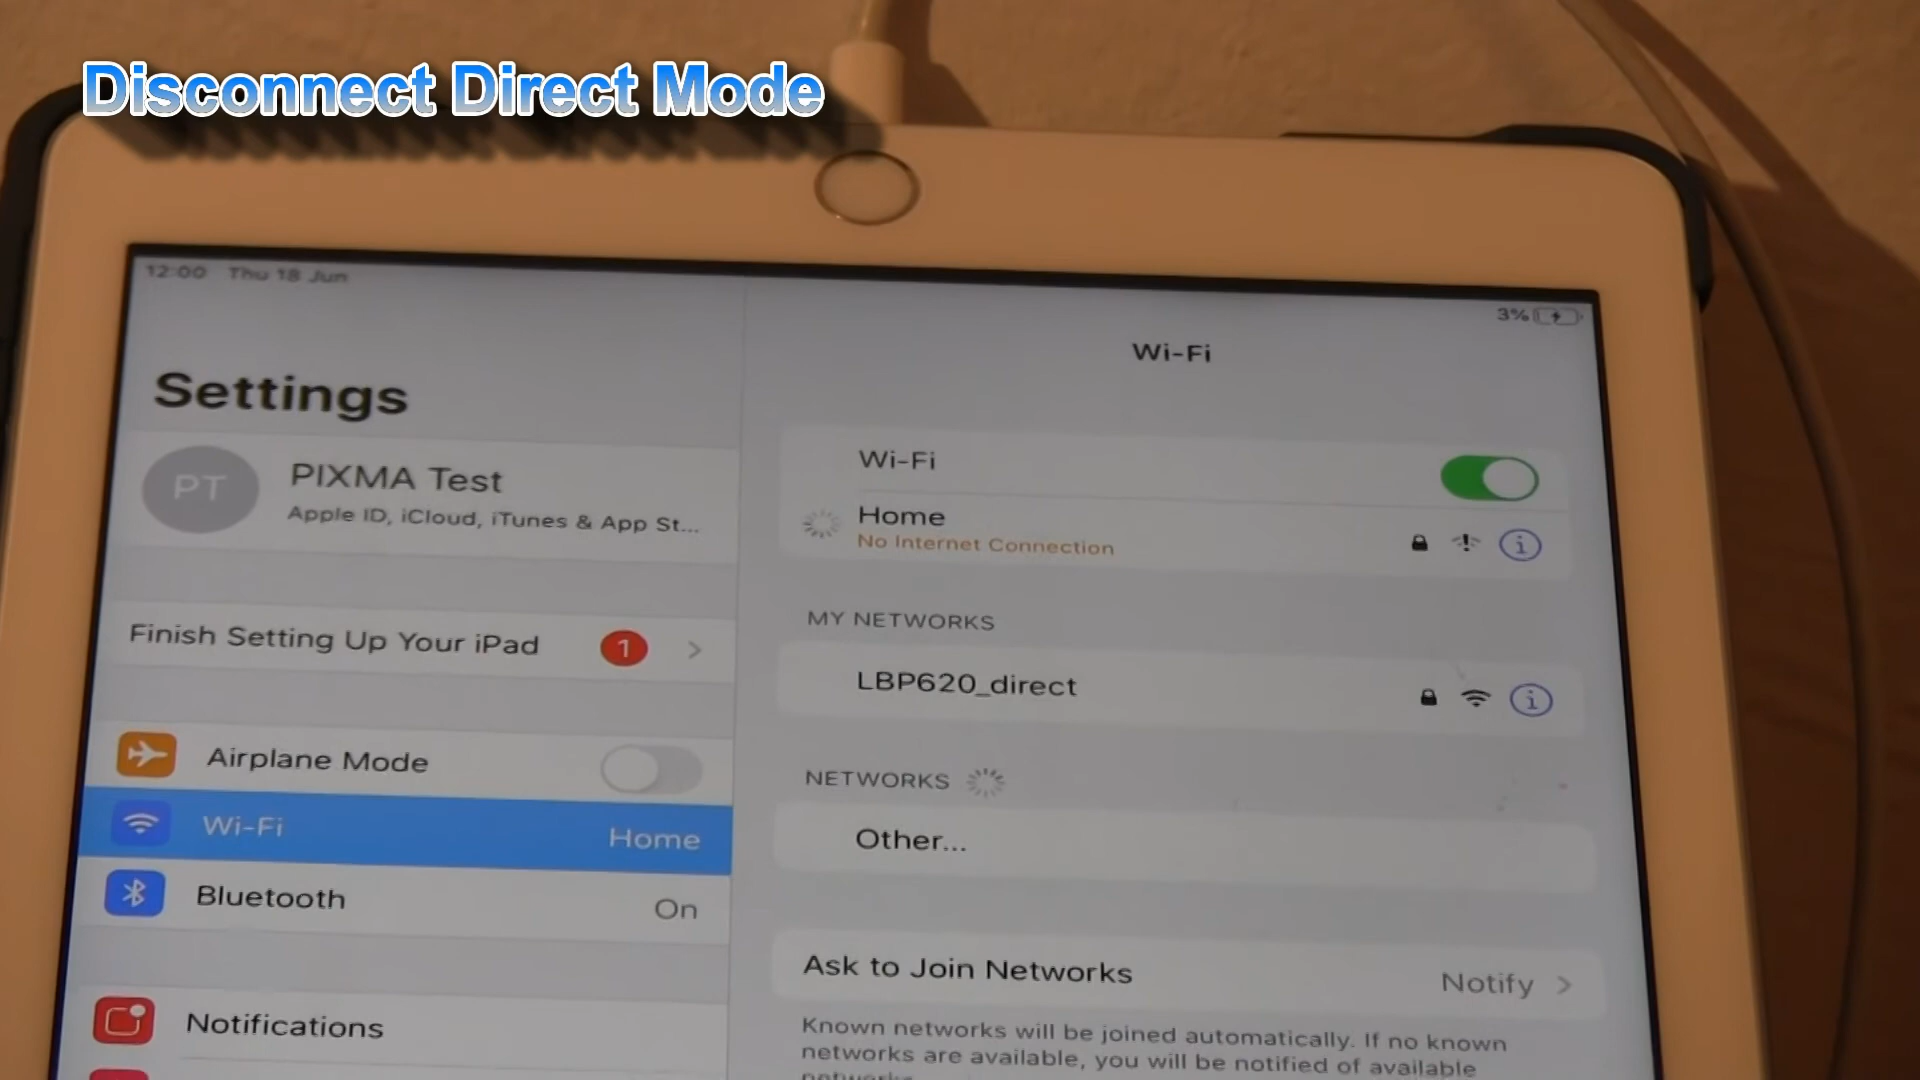 Disconnect Direct Mode
12:00 Thu 18 Jun
3%
Wi-Fi
Settings
PT
PIXMA Test
Apple ID, iCloud, iTunes & App St...
Finish Setting Up Your iPad 1
Airplane Mode
Wi-Fi Home
Bluetooth On
Notifications
Wi-Fi
Home
No Internet Connection
MY NETWORKS
LBP620_direct
NETWORKS
Other...
Ask to Join Networks Notify
Known networks will be joined automatically. If no known
networks are available, you will be notified of available